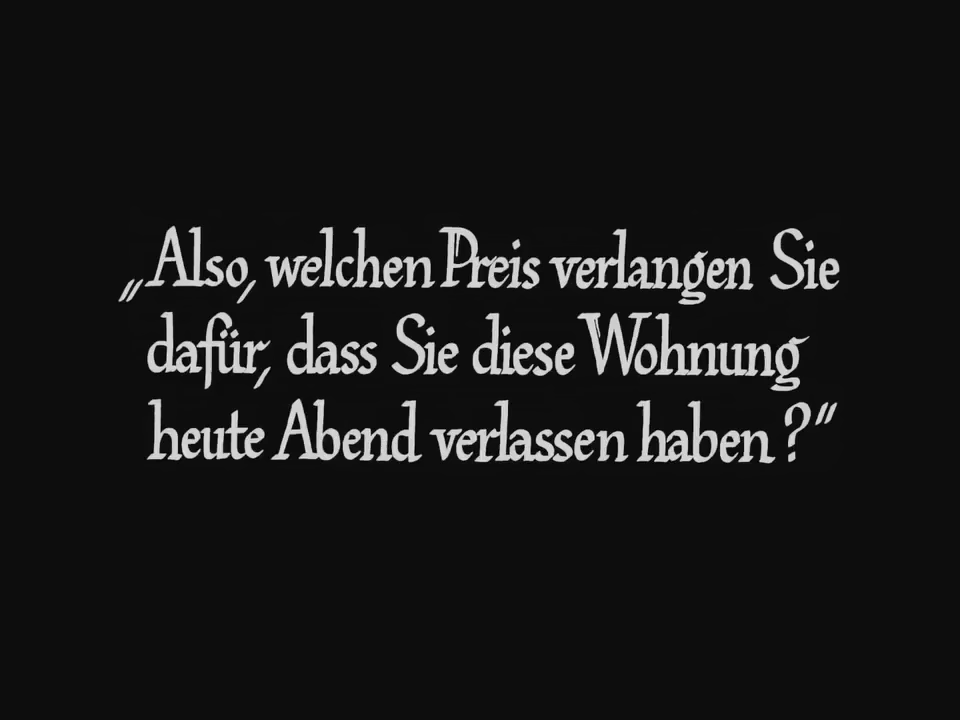 „Also, welchen Preis verlangen Sie
dafür, dass Sie diese Wohnung
heute Abend verlassen haben?“